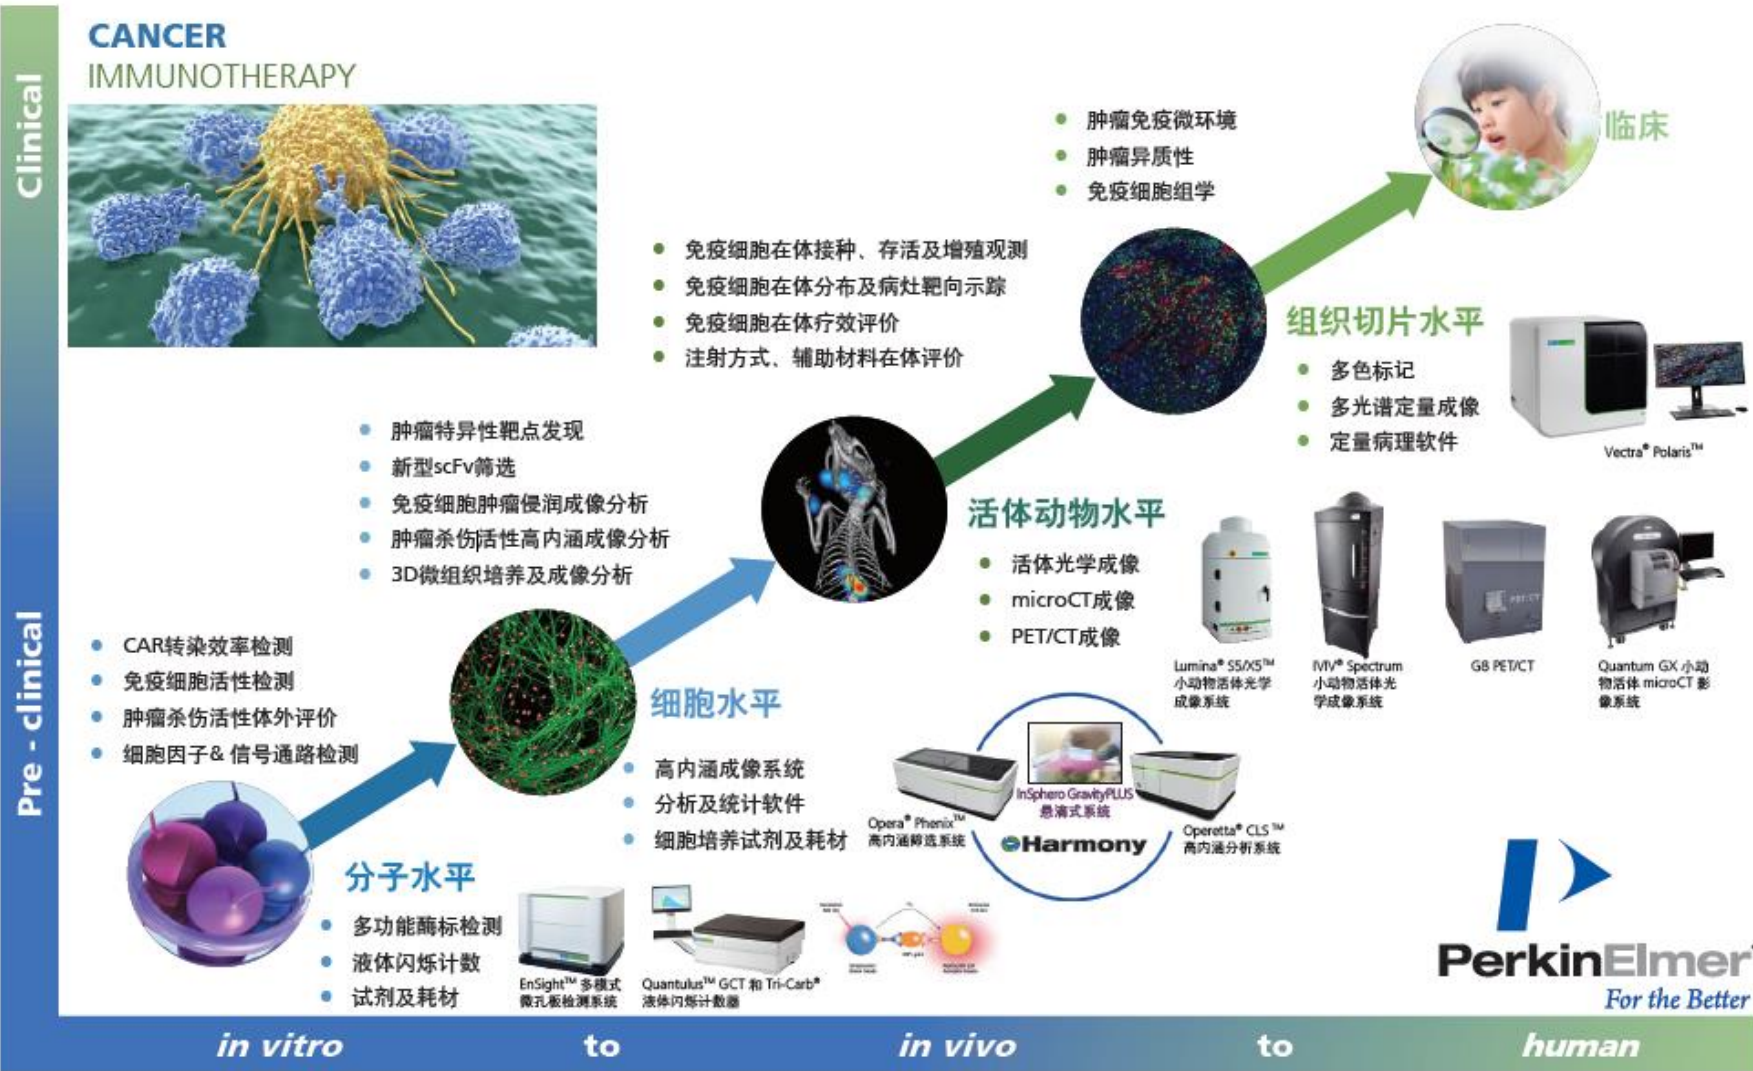 CANCER
IMMUNOTHERAPY
Clinical
Pre - clinical
临床
肿瘤免疫微环境
肿瘤异质性
免疫细胞组学
免疫细胞在体接种、存活及增殖观测
免疫细胞在体分布及病灶靶向示踪
免疫细胞在体疗效评价
注射方式、辅助材料在体评价
组织切片水平
多色标记
多光谱定量成像
定量病理软件
Vectra® Polaris™
肿瘤特异性靶点发现
新型scFv筛选
免疫细胞肿瘤侵润成像分析
肿瘤杀伤活性高内涵成像分析
3D微组织培养及成像分析
活体动物水平
活体光学成像
microCT成像
PET/CT成像
Lumina® S5/X5™
小动物活体光学
成像系统
IVIV® Spectrum
小动物活体光
学成像系统
G8 PET/CT
Quantum GX 小动
物活体 microCT 影
像系统
CAR转染效率检测
免疫细胞活性检测
肿瘤杀伤活性体外评价
细胞因子& 信号通路检测
细胞水平
高内涵成像系统
分析及统计软件
细胞培养试剂及耗材
Opera® Phenix™
高内涵筛选系统
InSphero GravityPLUS
悬滴式系统
Harmony
Operetta® CLS™
高内涵分析系统
分子水平
多功能酶标检测
液体闪烁计数
试剂及耗材
EnSight™ 多模式
微孔板检测系统
Quantulus™ GCT 和 Tri-Carb®
液体闪烁计数器
PerkinElmer
For the Better
in vitro to in vivo to human